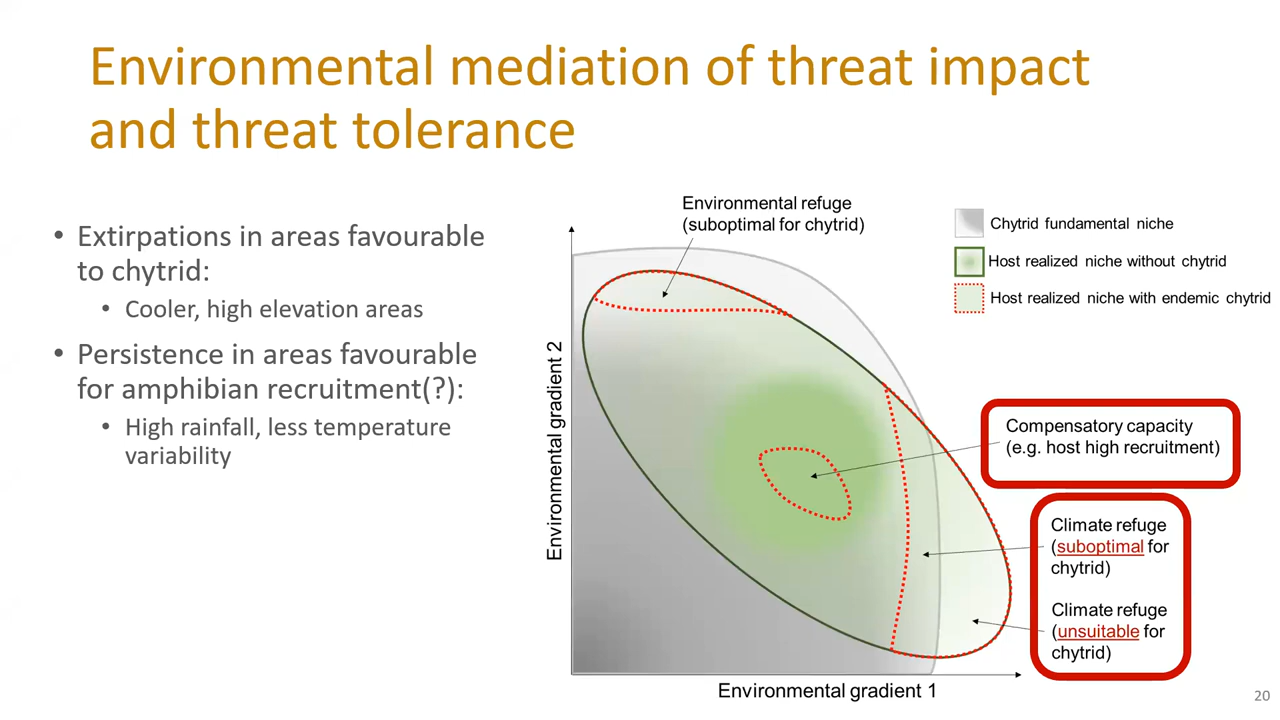 Environmental mediation of threat impact
and threat tolerance
• Extirpations in areas favourable
to chytrid:
• Cooler, high elevation areas
• Persistence in areas favourable
for amphibian recruitment(?):
• High rainfall, less temperature
variability
Environmental refuge
(suboptimal for chytrid)
Chytrid fundamental niche
Host realized niche without chytrid
Host realized niche with endemic chytrid
Environmental gradient 2
Compensatory capacity
(e.g. host high recruitment)
Climate refuge
(suboptimal for
chytrid)
Climate refuge
(unsuitable for
chytrid)
Environmental gradient 1
20